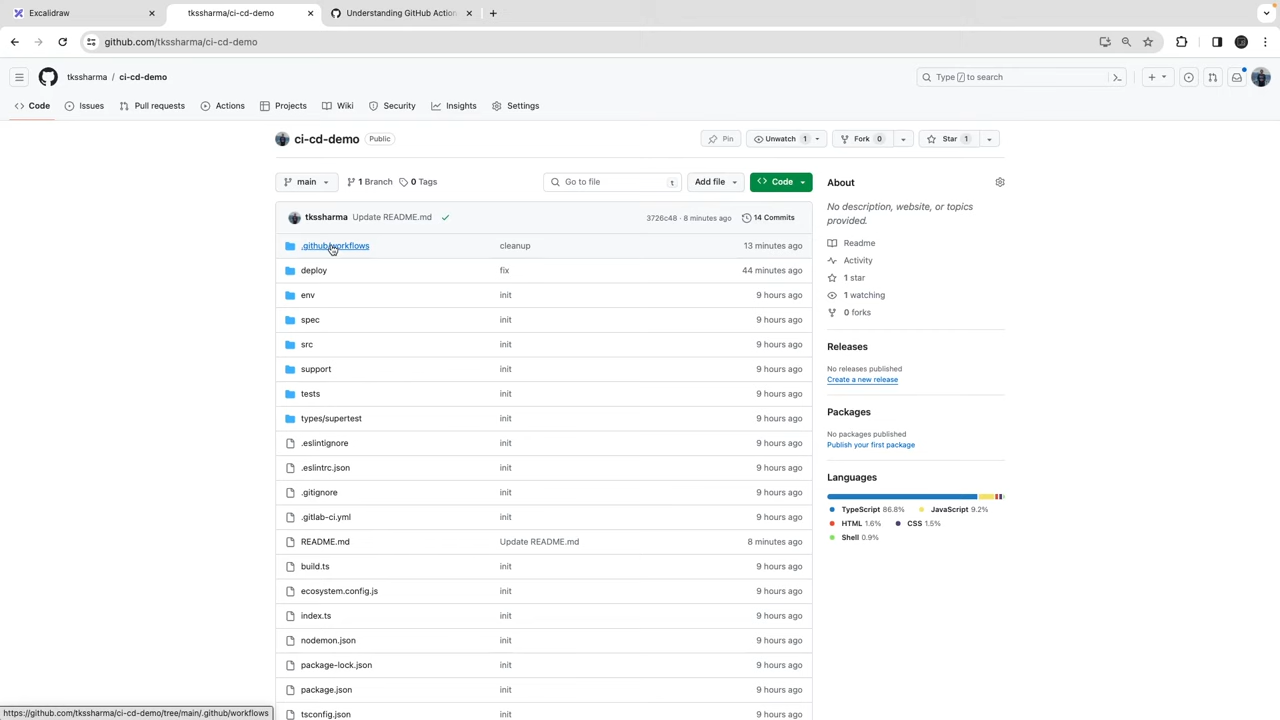 Excalidraw
tkssharma/ci-cd-demo
Understanding GitHub Action
github.com/tkssharma/ci-cd-demo
tkssharma / ci-cd-demo
Type / to search
Code Issues Pull requests Actions Projects Wiki Security Insights Settings
ci-cd-demo Public
Pin Unwatch 1 Fork 0 Star 1
main 1 Branch 0 Tags Go to file t Add file Code
tkssharma Update README.md 3726c48 · 8 minutes ago 14 Commits
.github/workflows cleanup 13 minutes ago
deploy fix 44 minutes ago
env init 9 hours ago
spec init 9 hours ago
src init 9 hours ago
support init 9 hours ago
tests init 9 hours ago
types/supertest init 9 hours ago
.eslintignore init 9 hours ago
.eslintrc.json init 9 hours ago
.gitignore init 9 hours ago
.gitlab-ci.yml init 9 hours ago
README.md Update README.md 8 minutes ago
build.ts init 9 hours ago
ecosystem.config.js init 9 hours ago
index.ts init 9 hours ago
nodemon.json init 9 hours ago
package-lock.json init 9 hours ago
package.json init 9 hours ago
tsconfig.json init 9 hours ago
About
No description, website, or topics
provided.
Readme
Activity
1 star
1 watching
0 forks
Releases
No releases published
Create a new release
Packages
No packages published
Publish your first package
Languages
TypeScript 86.8% JavaScript 9.2%
HTML 1.6% CSS 1.5%
Shell 0.9%
https://github.com/tkssharma/ci-cd-demo/tree/main/.github/workflows